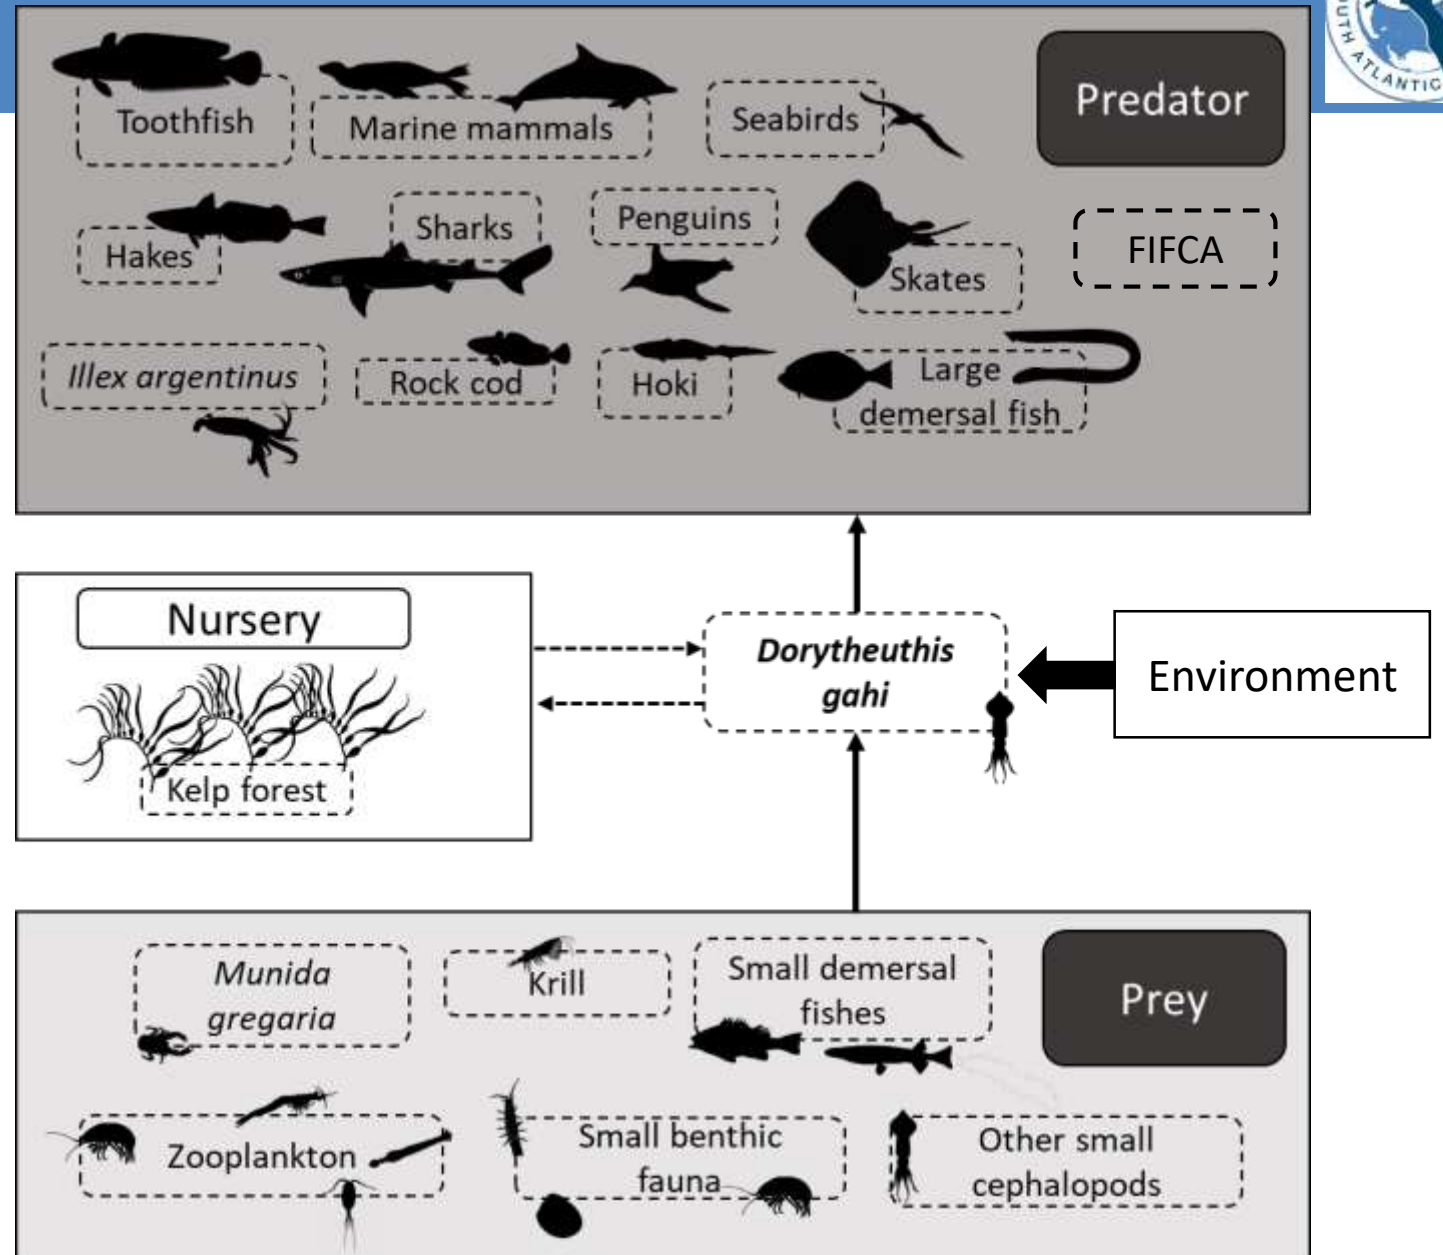 UTH ATLANTIC
Predator
Toothfish
Marine mammals
Seabirds
Hakes
Sharks
Penguins
Skates
FIFCA
Illex argentinus
Rock cod
Hoki
Large
demersal fish
Nursery
Kelp forest
Dorytheuthis
gahi
Environment
Munida
gregaria
Krill
Small demersal
fishes
Prey
Zooplankton
Small benthic
fauna
Other small
cephalopods